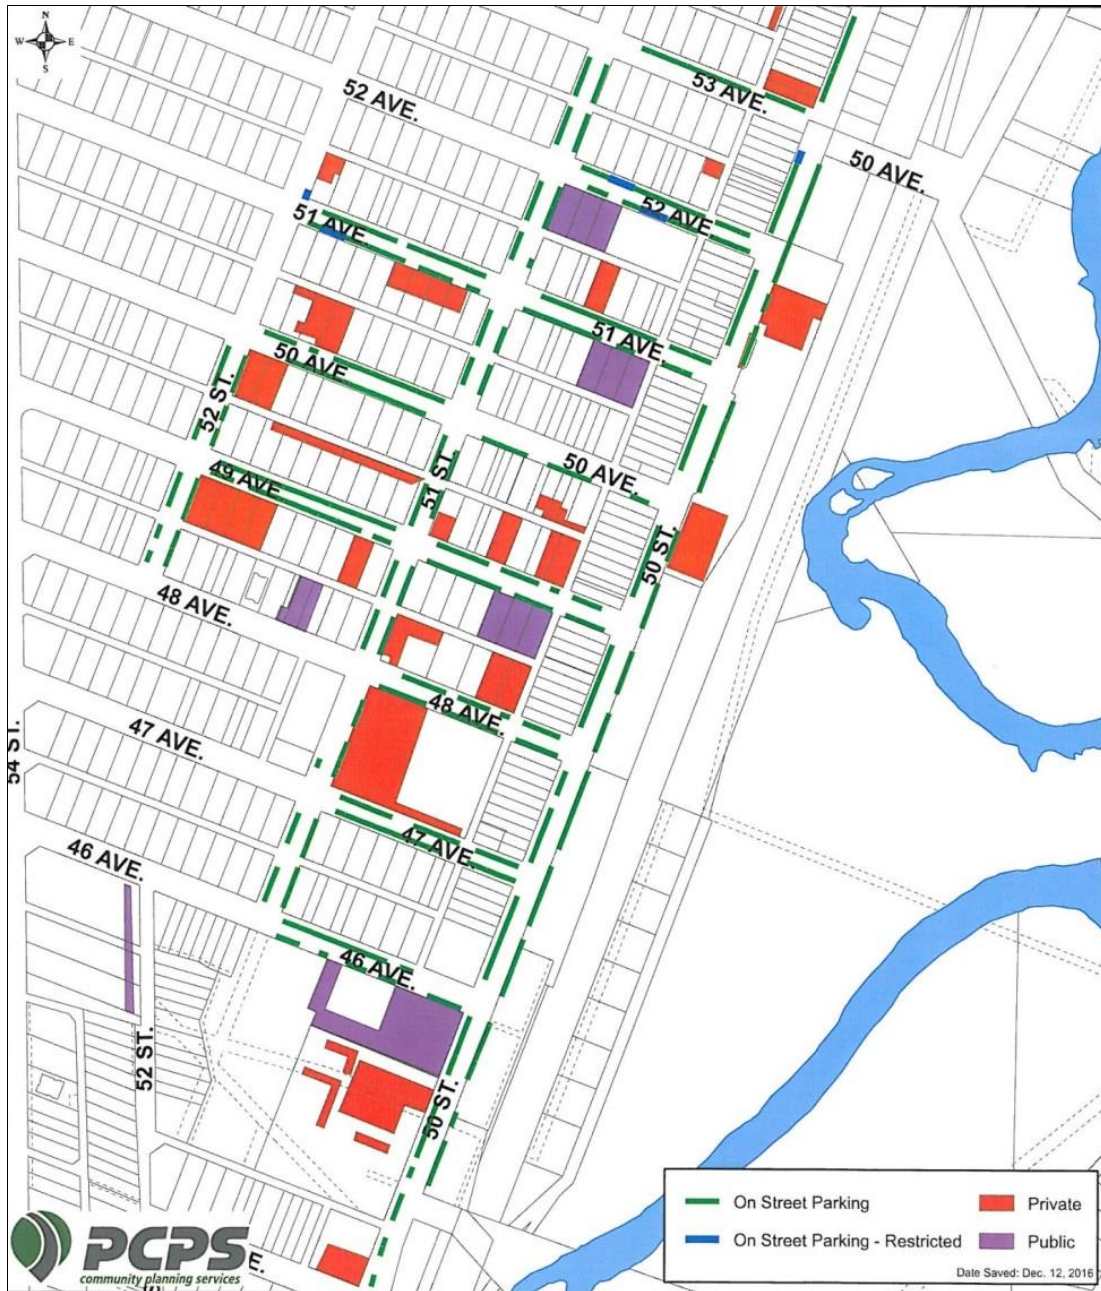 N
W E
S
53 AVE.
52 AVE.
50 AVE.
52 AVE.
51 AVE.
51 AVE.
50 AVE.
52 ST.
50 AVE.
51 ST.
49 AVE.
50 ST.
48 AVE.
48 AVE.
54 ST.
47 AVE.
47 AVE.
46 AVE.
46 AVE.
52 ST.
50 ST.
On Street Parking
Private
On Street Parking - Restricted
Public
Date Saved: Dec. 12, 2016
PCPS
community planning services
E.